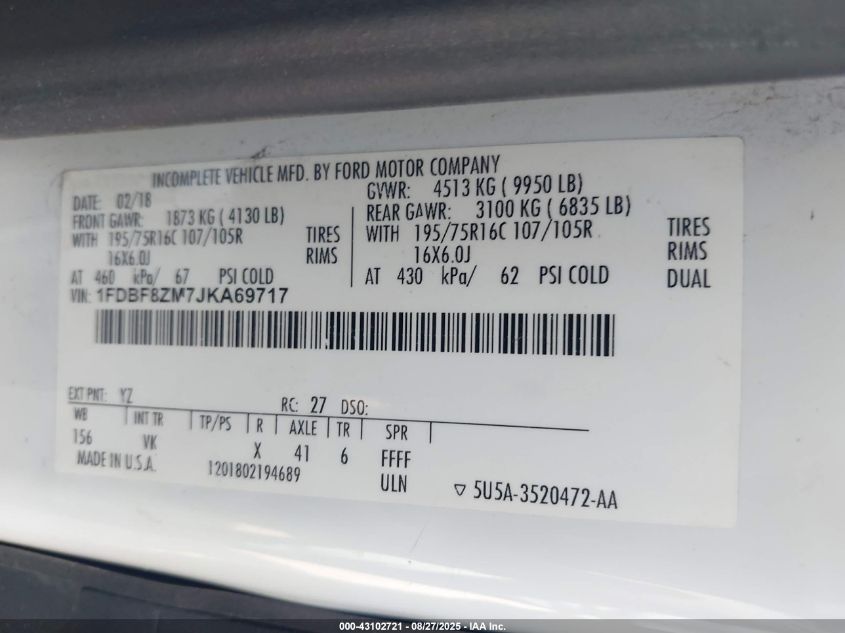 INCOMPLETE VEHICLE MFD. BY FORD MOTOR COMPANY
DATE: 02/18
FRONT GAWR: 1873 KG ( 4130 LB)
WITH 195/75R16C 107/105R TIRES
16X6.0J RIMS
AT 460 kPa/ 67 PSI COLD
GVWR: 4513 KG ( 9950 LB)
REAR GAWR: 3100 KG ( 6835 LB)
WITH 195/75R16C 107/105R TIRES
16X6.0J RIMS
AT 430 kPa/ 62 PSI COLD DUAL
VIN: 1FDBF8ZM7JKA69717
EXT PNT: YZ RC: 27 DSO:
WB INT TR TP/PS R AXLE TR SPR
156 VK X 41 6 FFFF
MADE IN U.S.A. 1201802194689 ULN
▽ 5U5A-3520472-AA
000-43102721 - 08/27/2025 - IAA Inc.